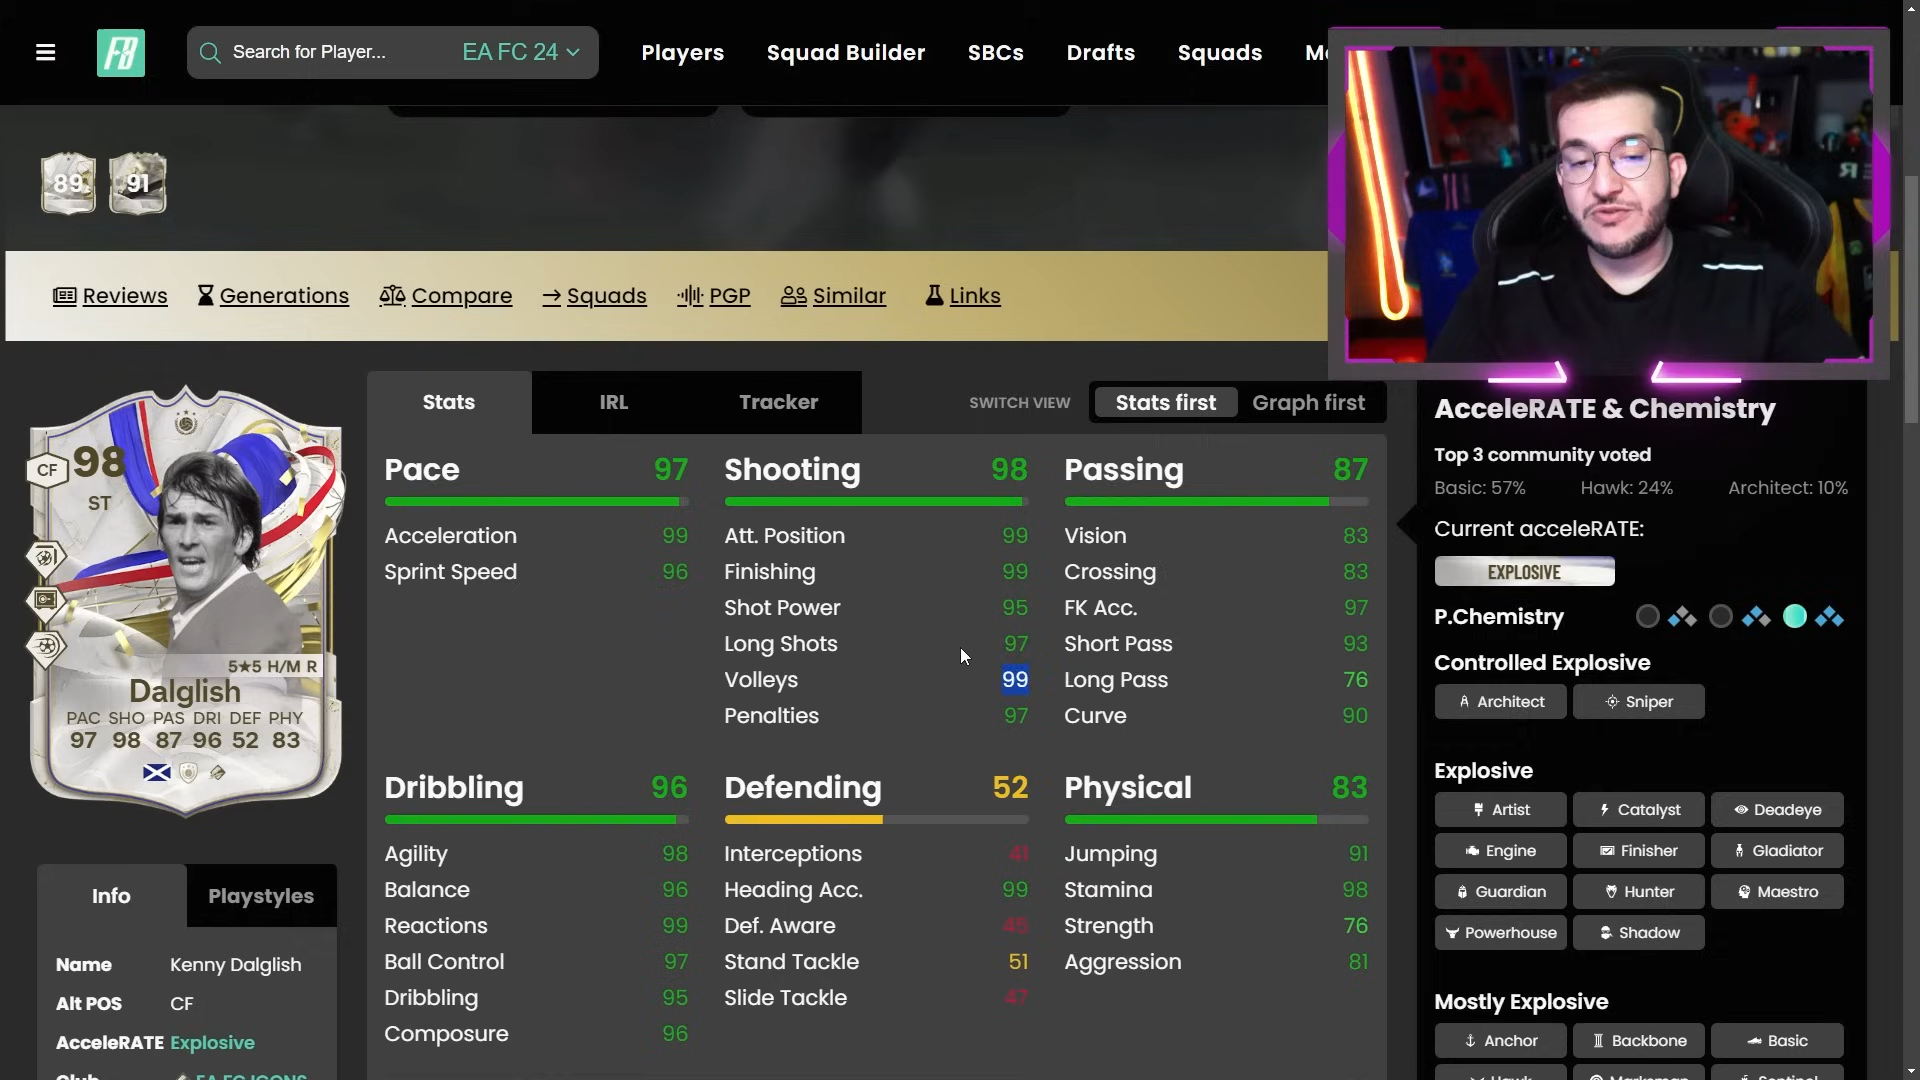 FB
Search for Player...
EA FC 24
Players
Squad Builder
SBCs
Drafts
Squads
89
91
Reviews
Generations
Compare
Squads
PGP
Similar
Links
98
CF
ST
5★5 H/M R
Dalglish
PAC SHO PAS DRI DEF PHY
97 98 87 96 52 83
Stats
IRL
Tracker
SWITCH VIEW
Stats first
Graph first
Pace 97
Acceleration 99
Sprint Speed 96
Shooting 98
Att. Position 99
Finishing 99
Shot Power 95
Long Shots 97
Volleys 99
Penalties 97
Passing 87
Vision 83
Crossing 83
FK Acc. 97
Short Pass 93
Long Pass 76
Curve 90
Dribbling 96
Agility 98
Balance 96
Reactions 99
Ball Control 97
Dribbling 95
Composure 96
Defending 52
Interceptions 41
Heading Acc. 99
Def. Aware 45
Stand Tackle 51
Slide Tackle 47
Physical 83
Jumping 91
Stamina 98
Strength 76
Aggression 81
Info
Playstyles
Name Kenny Dalglish
Alt POS CF
AcceleRATE Explosive
Club EA FC ICONS
AcceleRATE & Chemistry
Top 3 community voted
Basic: 57% Hawk: 24% Architect: 10%
Current acceleRATE:
EXPLOSIVE
P.Chemistry
Controlled Explosive
Architect
Sniper
Explosive
Artist
Catalyst
Deadeye
Engine
Finisher
Gladiator
Guardian
Hunter
Maestro
Powerhouse
Shadow
Mostly Explosive
Anchor
Backbone
Basic
Hawk
Marksman
Sentinel